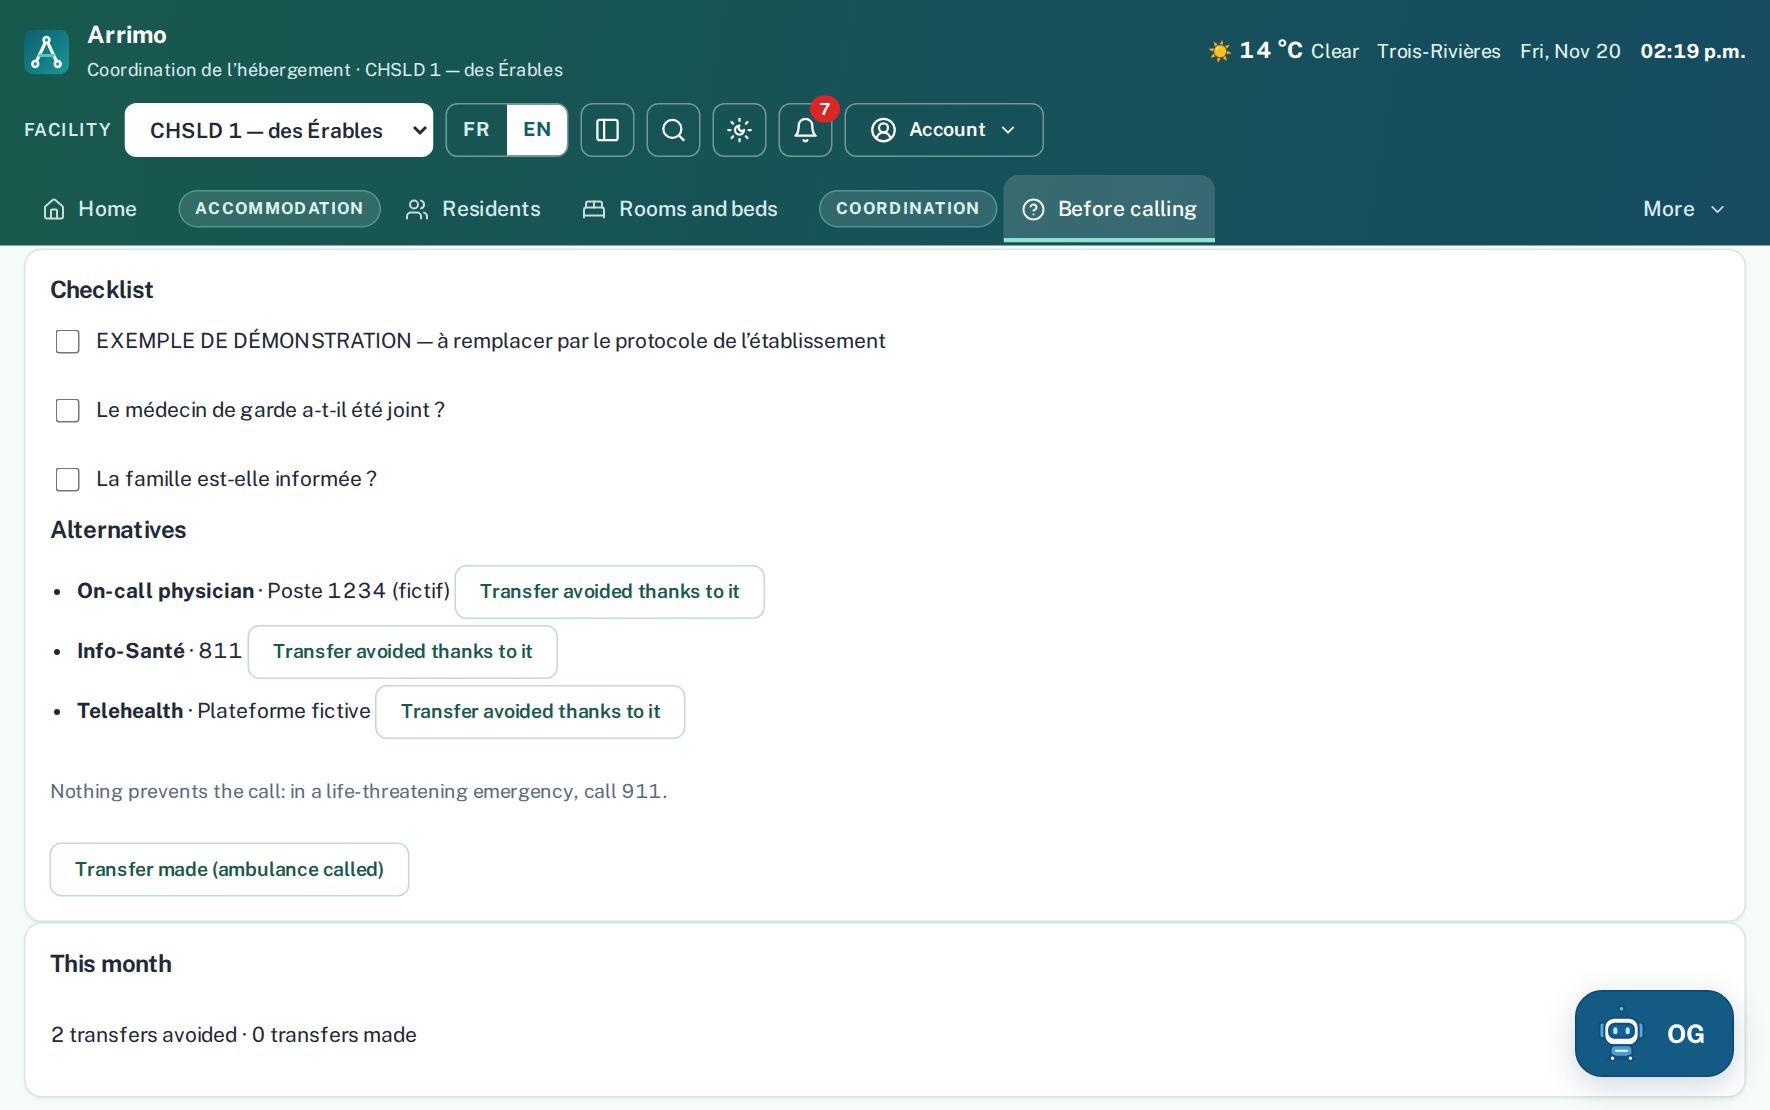 Arrimo
Coordination de l'hébergement · CHSLD 1 — des Érables
☀️ 14 °C Clear Trois-Rivières Fri, Nov 20 02:19 p.m.
FACILITY CHSLD 1 — des Érables FR EN 7 Account
Home ACCOMMODATION Residents Rooms and beds COORDINATION Before calling More
Checklist
EXEMPLE DE DÉMONSTRATION — à remplacer par le protocole de l'établissement
Le médecin de garde a-t-il été joint ?
La famille est-elle informée ?
Alternatives
• On-call physician · Poste 1234 (fictif) Transfer avoided thanks to it
• Info-Santé · 811 Transfer avoided thanks to it
• Telehealth · Plateforme fictive Transfer avoided thanks to it
Nothing prevents the call: in a life-threatening emergency, call 911.
Transfer made (ambulance called)
This month
2 transfers avoided · 0 transfers made
OG